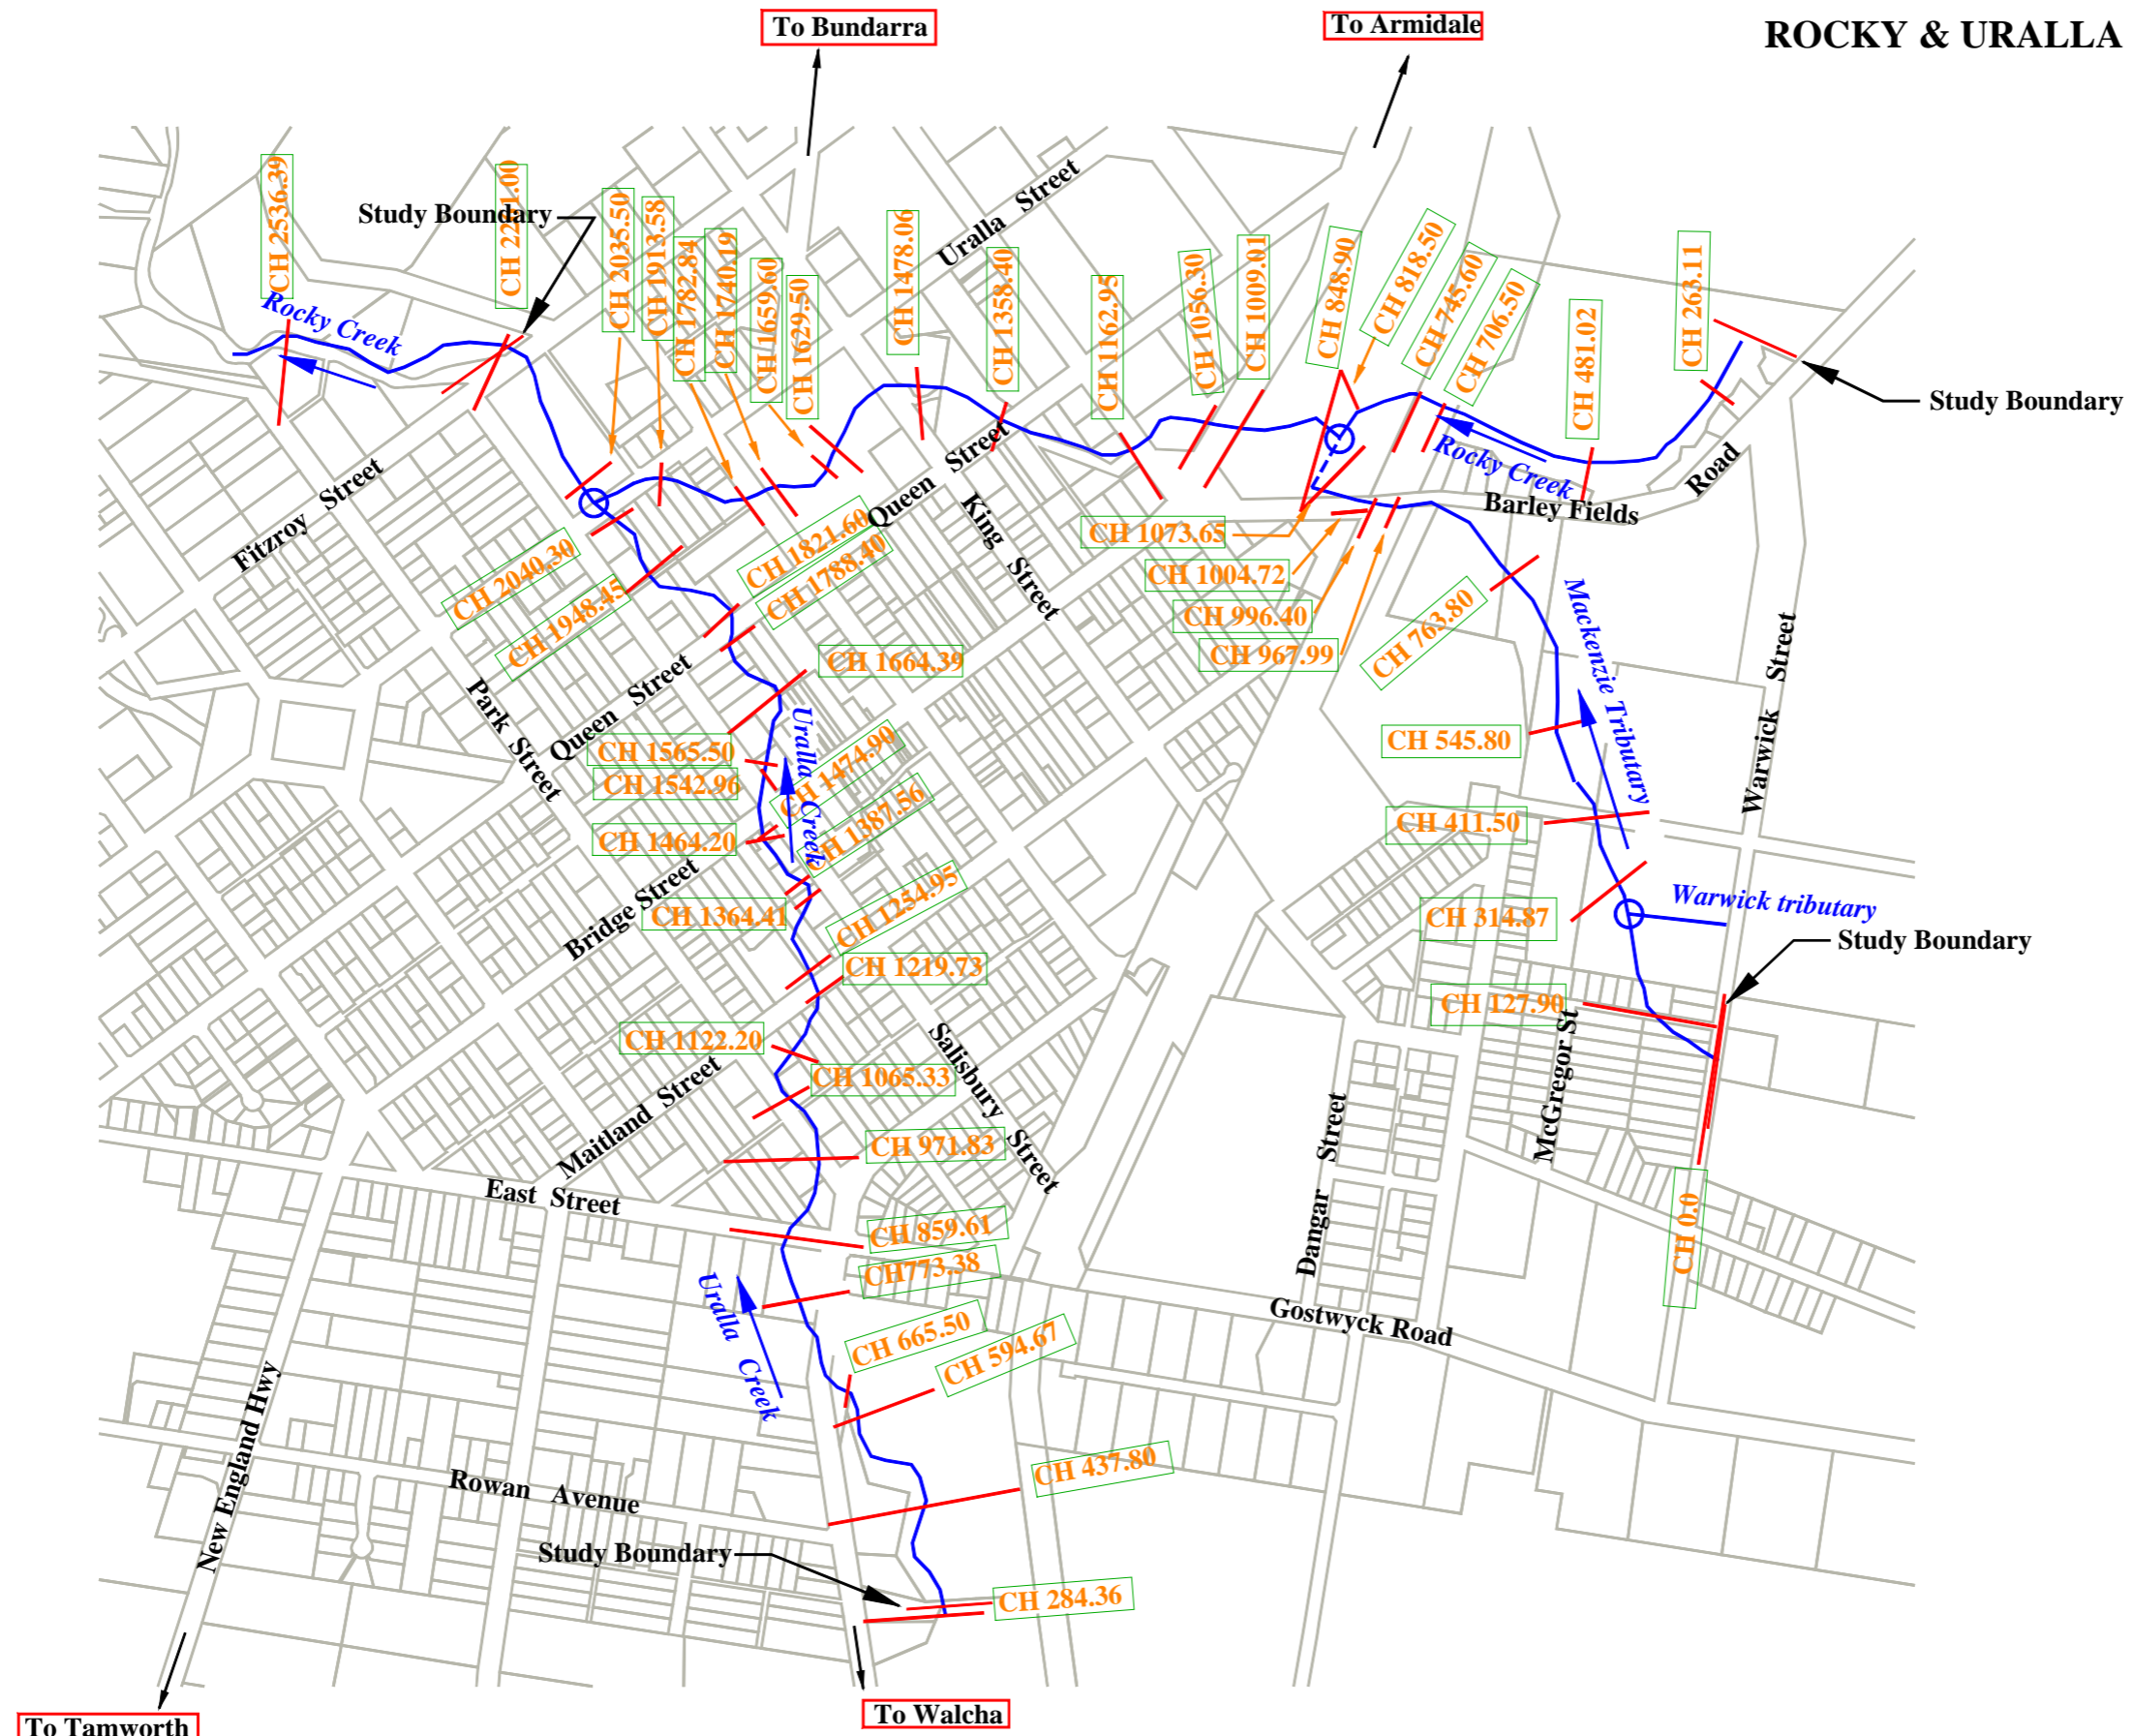 To Bundarra
To Armidale
ROCKY & URALLA
CH 2536.39
Study Boundary
CH 2035.50
CH 1913.58
CH 1782.84
CH 1740.19
CH 1659.60
CH 1629.50
CH 1478.06
Uralla Street
CH 1358.40
CH 1162.95
CH 1056.30
CH 1009.01
CH 848.90
CH 818.50
CH 745.60
CH 706.50
CH 481.02
CH 263.11
Rocky Creek
Study Boundary
Rocky Creek
Barley Fields
Road
Fitzroy Street
Queen Street
King Street
CH 1073.65
CH 1004.72
CH 996.40
CH 967.99
CH 763.80
CH 2040.30
CH 1948.45
CH 1821.60
CH 1788.40
CH 1664.39
Mackenzie Tributary
Warwick Street
Park Street
Queen Street
CH 1565.50
CH 1542.96
CH 1474.90
CH 1464.20
CH 1387.56
Uralla Creek
CH 545.80
CH 411.50
Bridge Street
CH 1364.41
CH 1254.95
CH 1219.73
CH 314.87
Warwick tributary
Study Boundary
CH 127.90
CH 1122.20
CH 1065.33
Salisbury Street
Maitland Street
CH 971.83
East Street
CH 859.61
CH773.38
Dangar Street
McGregor St
CH 0.0
Uralla Creek
CH 665.50
CH 594.67
Gostwyck Road
New England Hwy
Rowan Avenue
CH 437.80
Study Boundary
CH 284.36
To Tamworth
To Walcha